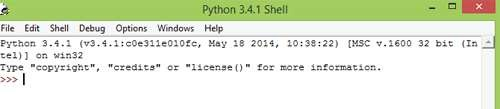 Python 3.4.1 Shell
File Edit Shell Debug Options Windows Help
Python 3.4.1 (v3.4.1:c0e311e010fc, May 18 2014, 10:38:22) [MSC v.1600 32 bit (In
tel)] on win32
Type "copyright", "credits" or "license()" for more information.
>>>